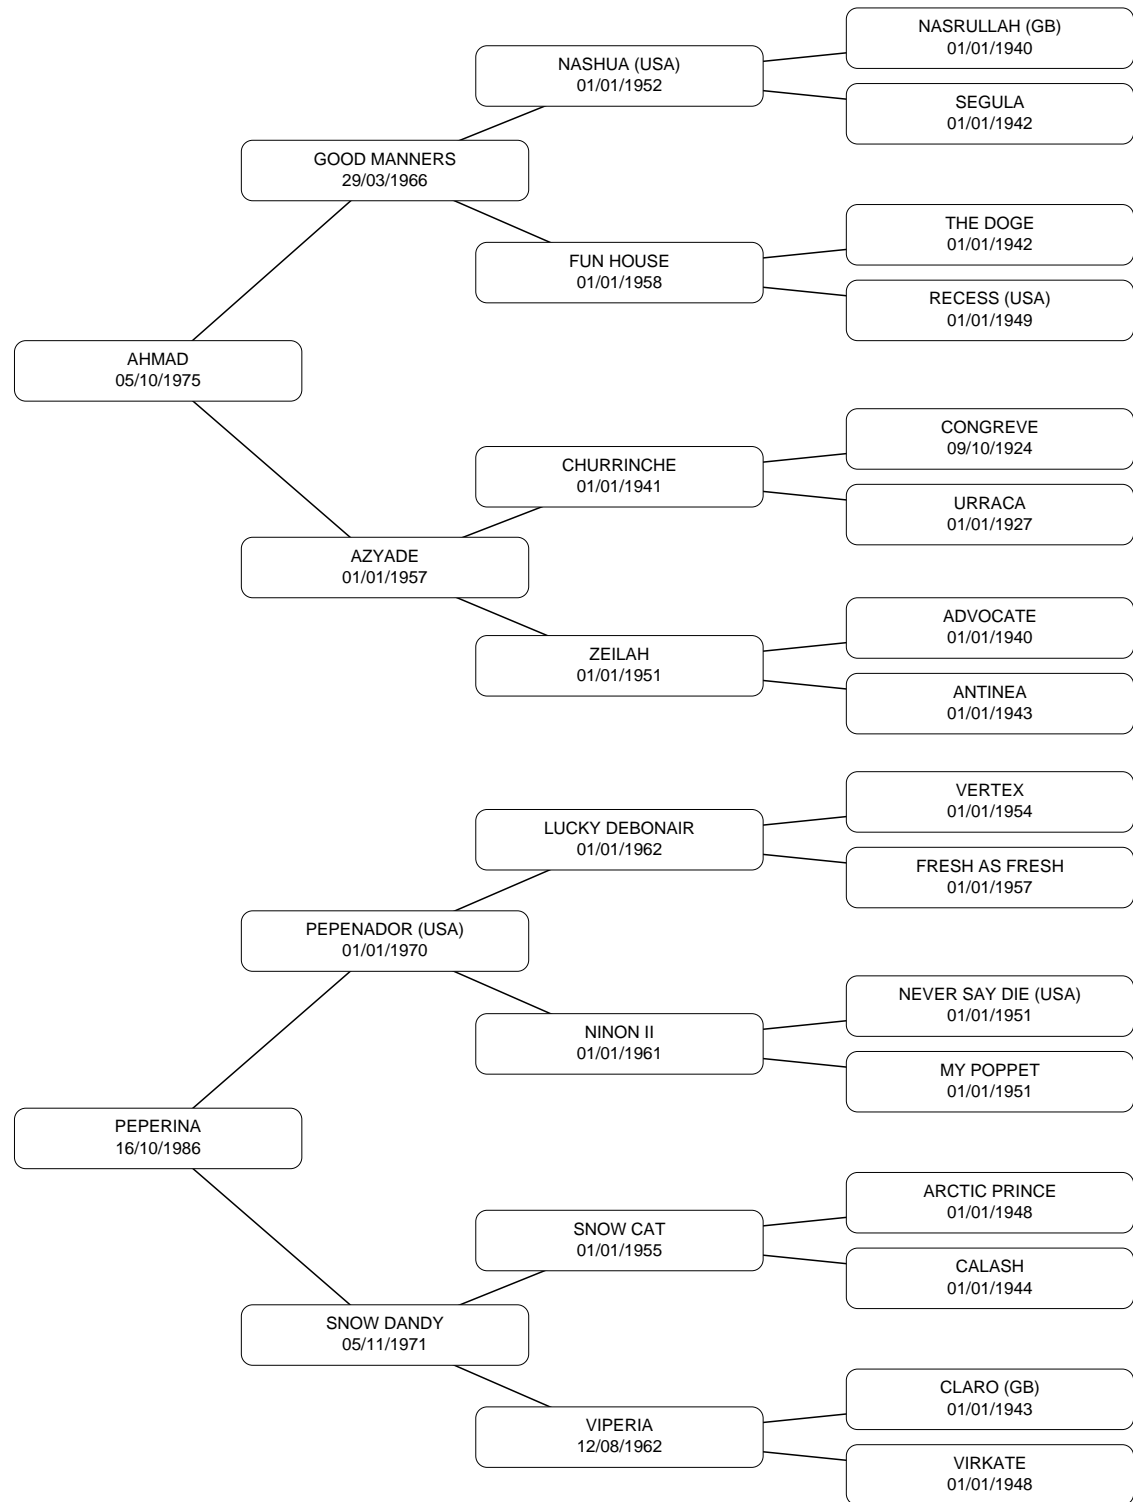 NASRULLAH (GB)
01/01/1940
NASHUA (USA)
01/01/1952
SEGULA
01/01/1942
GOOD MANNERS
29/03/1966
THE DOGE
01/01/1942
FUN HOUSE
01/01/1958
RECESS (USA)
01/01/1949
AHMAD
05/10/1975
CONGREVE
09/10/1924
CHURRINCHE
01/01/1941
URRACA
01/01/1927
AZYADE
01/01/1957
ADVOCATE
01/01/1940
ZEILAH
01/01/1951
ANTINEA
01/01/1943
VERTEX
01/01/1954
LUCKY DEBONAIR
01/01/1962
FRESH AS FRESH
01/01/1957
PEPENADOR (USA)
01/01/1970
NEVER SAY DIE (USA)
01/01/1951
NINON II
01/01/1961
MY POPPET
01/01/1951
PEPERINA
16/10/1986
ARCTIC PRINCE
01/01/1948
SNOW CAT
01/01/1955
CALASH
01/01/1944
SNOW DANDY
05/11/1971
CLARO (GB)
01/01/1943
VIPERIA
12/08/1962
VIRKATE
01/01/1948